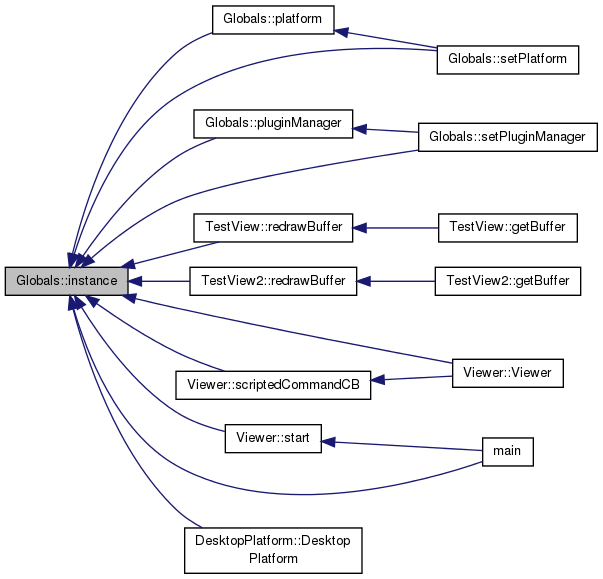 Globals::platform
Globals::setPlatform
Globals::pluginManager
Globals::setPluginManager
TestView::redrawBuffer
TestView::getBuffer
Globals::instance
TestView2::redrawBuffer
TestView2::getBuffer
Viewer::Viewer
Viewer::scriptedCommandCB
Viewer::start
main
DesktopPlatform::Desktop
Platform